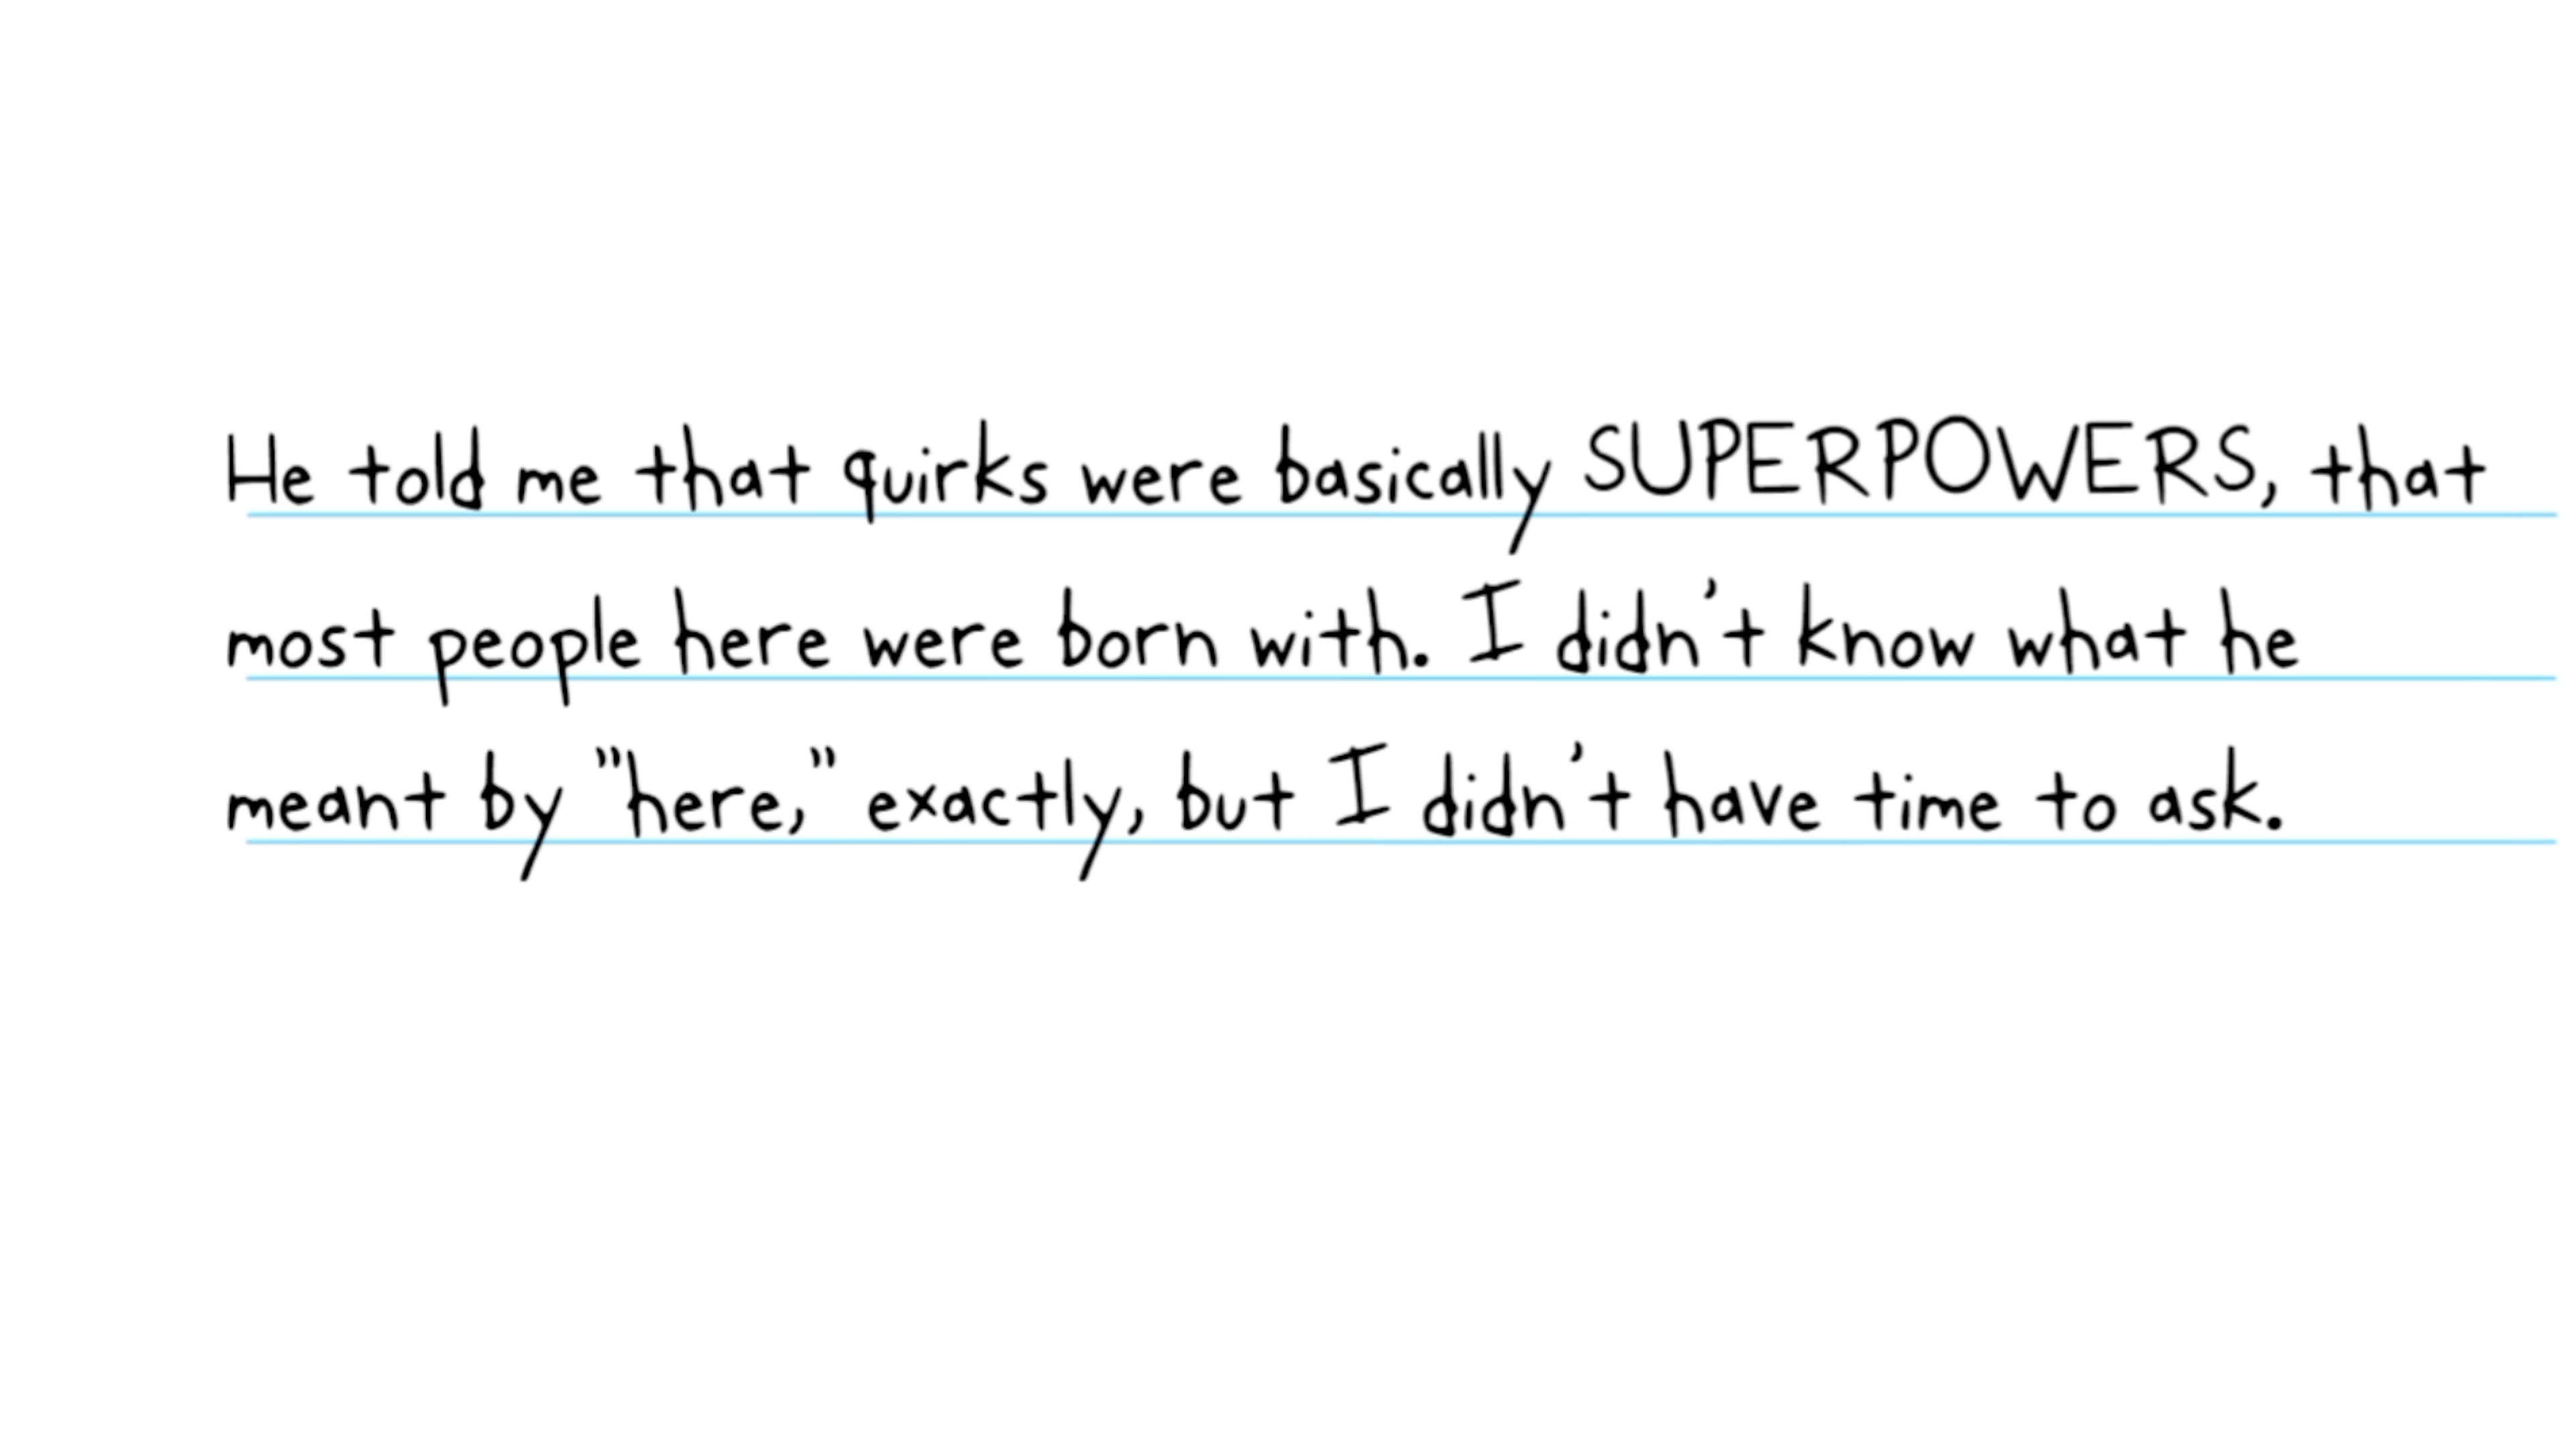 He told me that quirks were basically SUPERPOWERS, that
most people here were born with. I didn't know what he
meant by "here," exactly, but I didn't have time to ask.